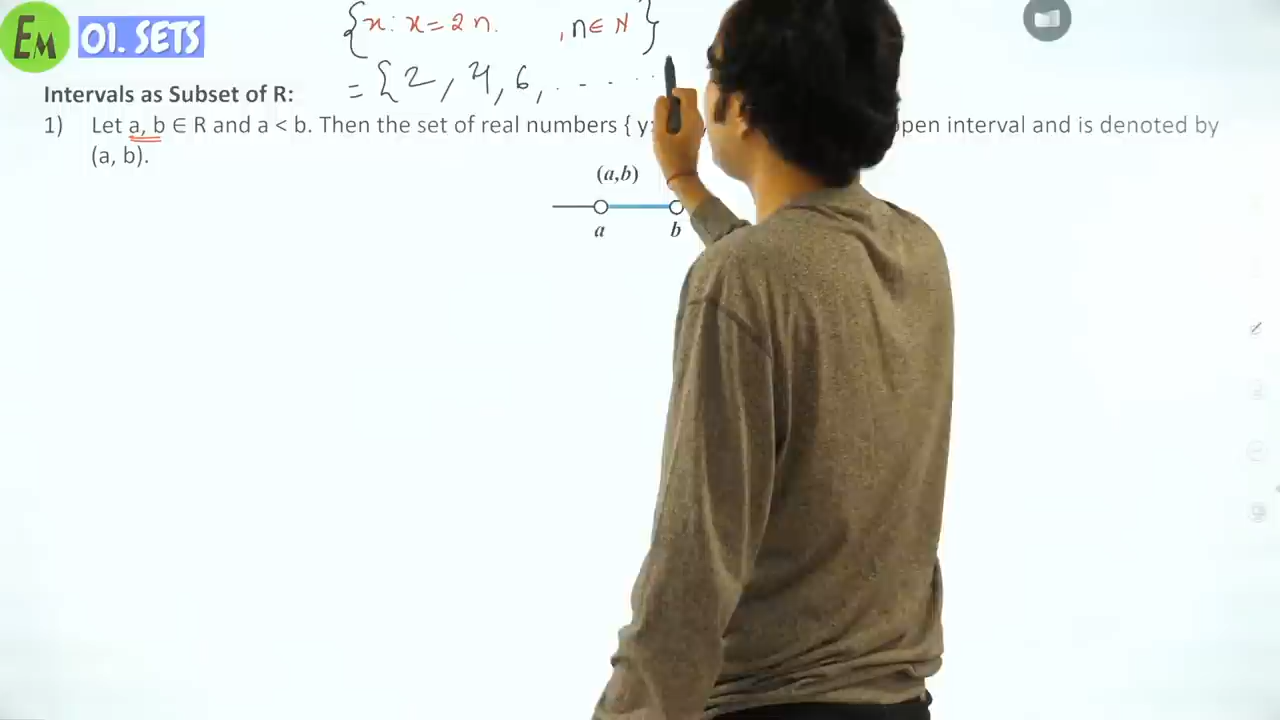 Em 01. SETS
{x : x = 2n. , n ∈ N}
= {2, 4, 6, . . . . .
Intervals as Subset of R:
1) Let a, b ∈ R and a < b. Then the set of real numbers { y: pen interval and is denoted by
(a, b).
(a,b)
a b